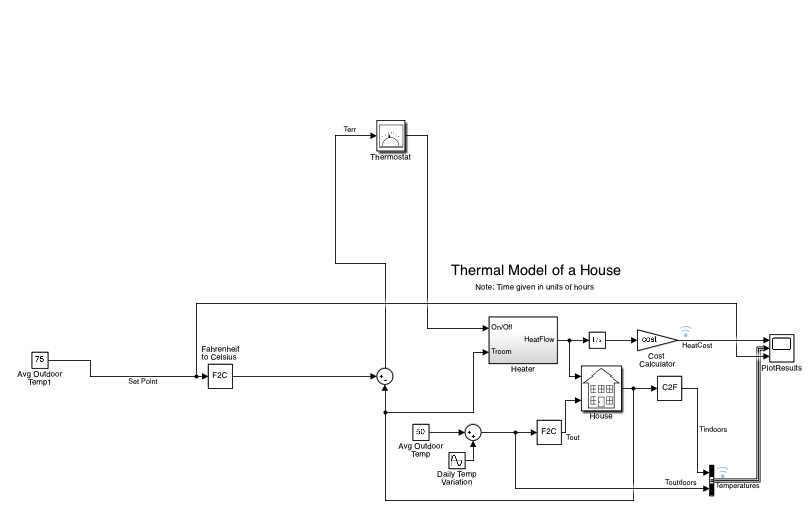 Terr
Thermostat
Thermal Model of a House
Note: Time given in units of hours
On/Off
HeatFlow
Troom
Heater
1/s
cost
Cost
Calculator
HeatCost
PlotResults
75
Avg Outdoor
Temp1
Set Point
Fahrenheit
to Celsius
F2C
House
C2F
50
Avg Outdoor
Temp
F2C
Tout
Daily Temp
Variation
Tindoors
Toutdoors
Temperatures